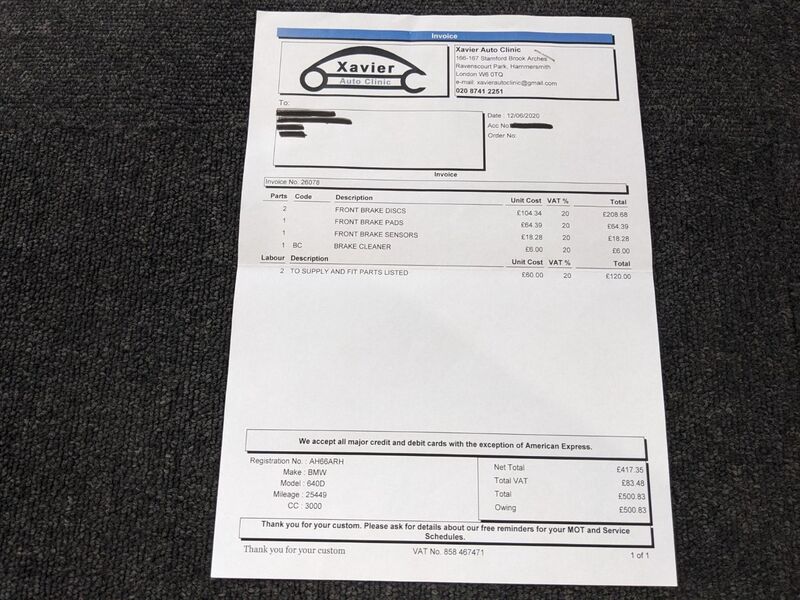 Invoice
Xavier
Auto Clinic
Xavier Auto Clinic
166-167 Stamford Brook Arches
Ravenscourt Park, Hammersmith
London W6 0TQ
e-mail: xavierautoclinic@gmail.com
020 8741 2251
To:
Date : 12/06/2020
Acc No
Order No:
Invoice
Invoice No. 26078
Parts Code Description Unit Cost VAT % Total
2 FRONT BRAKE DISCS £104.34 20 £208.68
1 FRONT BRAKE PADS £64.39 20 £64.39
1 FRONT BRAKE SENSORS £18.28 20 £18.28
1 BC BRAKE CLEANER £6.00 20 £6.00
Labour Description Unit Cost VAT % Total
2 TO SUPPLY AND FIT PARTS LISTED £60.00 20 £120.00
We accept all major credit and debit cards with the exception of American Express.
Registration No. : AH66ARH
Make : BMW
Model : 640D
Mileage : 25449
CC : 3000
Net Total £417.35
Total VAT £83.48
Total £500.83
Owing £500.83
Thank you for your custom. Please ask for details about our free reminders for your MOT and Service
Schedules.
Thank you for your custom VAT No. 858 467471 1 of 1